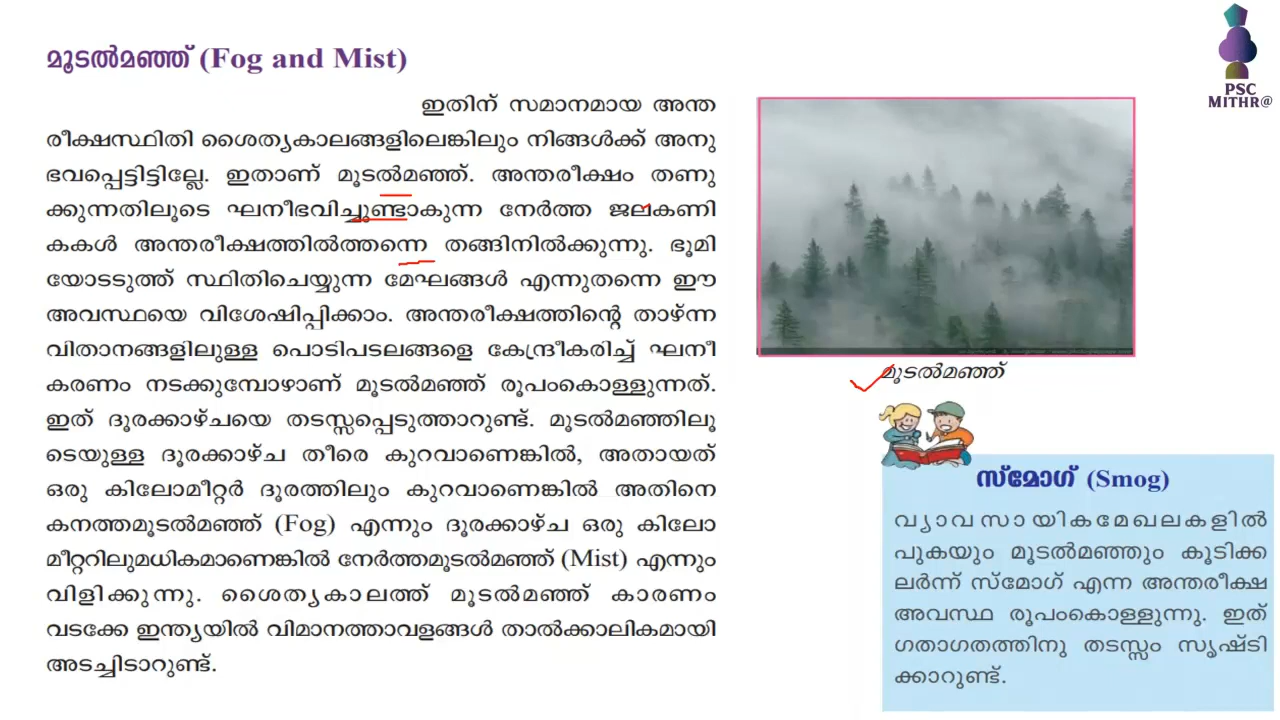 മൂടൽമഞ്ഞ് (Fog and Mist)
ഇതിന് സമാനമായ അന്ത
രീക്ഷസ്ഥിതി ശൈത്യകാലങ്ങളിലെങ്കിലും നിങ്ങൾക്ക് അനു
ഭവപ്പെട്ടിട്ടില്ലേ. ഇതാണ് മൂടൽമഞ്ഞ്. അന്തരീക്ഷം തണു
ക്കുന്നതിലൂടെ ഘനീഭവിച്ചുണ്ടാകുന്ന നേർത്ത ജലകണി
കകൾ അന്തരീക്ഷത്തിൽത്തന്നെ തങ്ങിനിൽക്കുന്നു. ഭൂമി
യോടടുത്ത് സ്ഥിതിചെയ്യുന്ന മേഘങ്ങൾ എന്നുതന്നെ ഈ
അവസ്ഥയെ വിശേഷിപ്പിക്കാം. അന്തരീക്ഷത്തിന്റെ താഴ്ന്ന
വിതാനങ്ങളിലുള്ള പൊടിപടലങ്ങളെ കേന്ദ്രീകരിച്ച് ഘനീ
കരണം നടക്കുമ്പോഴാണ് മൂടൽമഞ്ഞ് രൂപംകൊള്ളുന്നത്.
ഇത് ദൂരക്കാഴ്ചയെ തടസ്സപ്പെടുത്താറുണ്ട്. മൂടൽമഞ്ഞിലൂ
ടെയുള്ള ദൂരക്കാഴ്ച തീരെ കുറവാണെങ്കിൽ, അതായത്
ഒരു കിലോമീറ്റർ ദൂരത്തിലും കുറവാണെങ്കിൽ അതിനെ
കനത്തമൂടൽമഞ്ഞ് (Fog) എന്നും ദൂരക്കാഴ്ച ഒരു കിലോ
മീറ്ററിലുമധികമാണെങ്കിൽ നേർത്തമൂടൽമഞ്ഞ് (Mist) എന്നും
വിളിക്കുന്നു. ശൈത്യകാലത്ത് മൂടൽമഞ്ഞ് കാരണം
വടക്കേ ഇന്ത്യയിൽ വിമാനത്താവളങ്ങൾ താൽക്കാലികമായി
അടച്ചിടാറുണ്ട്.
PSC
MITHR@
മൂടൽമഞ്ഞ്
സ്മോഗ് (Smog)
വ്യാവസായികമേഖലകളിൽ
പുകയും മൂടൽമഞ്ഞും കൂടിക്ക
ലർന്ന് സ്മോഗ് എന്ന അന്തരീക്ഷ
അവസ്ഥ രൂപംകൊള്ളുന്നു. ഇത്
ഗതാഗതത്തിനു തടസ്സം സൃഷ്ടി
ക്കാറുണ്ട്.